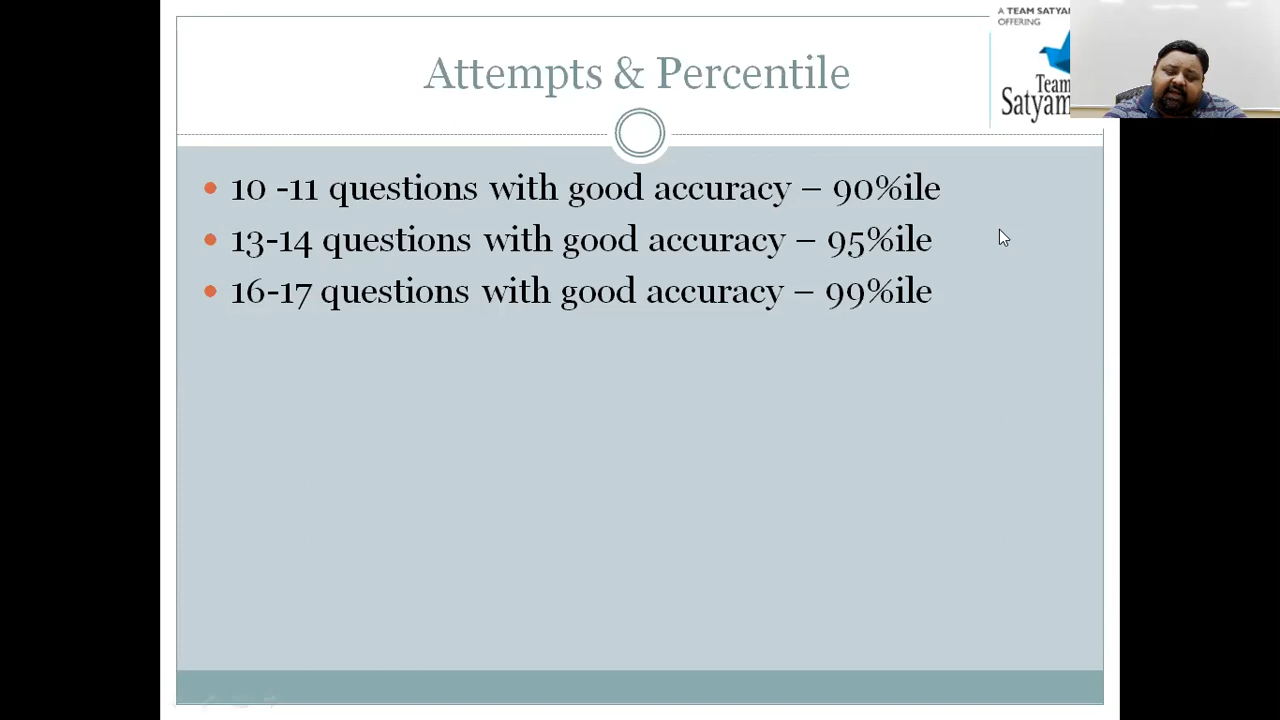 A TEAM SATYAM
OFFERING
Team
Satyam
Attempts & Percentile
10 -11 questions with good accuracy – 90%ile
13-14 questions with good accuracy – 95%ile
16-17 questions with good accuracy – 99%ile